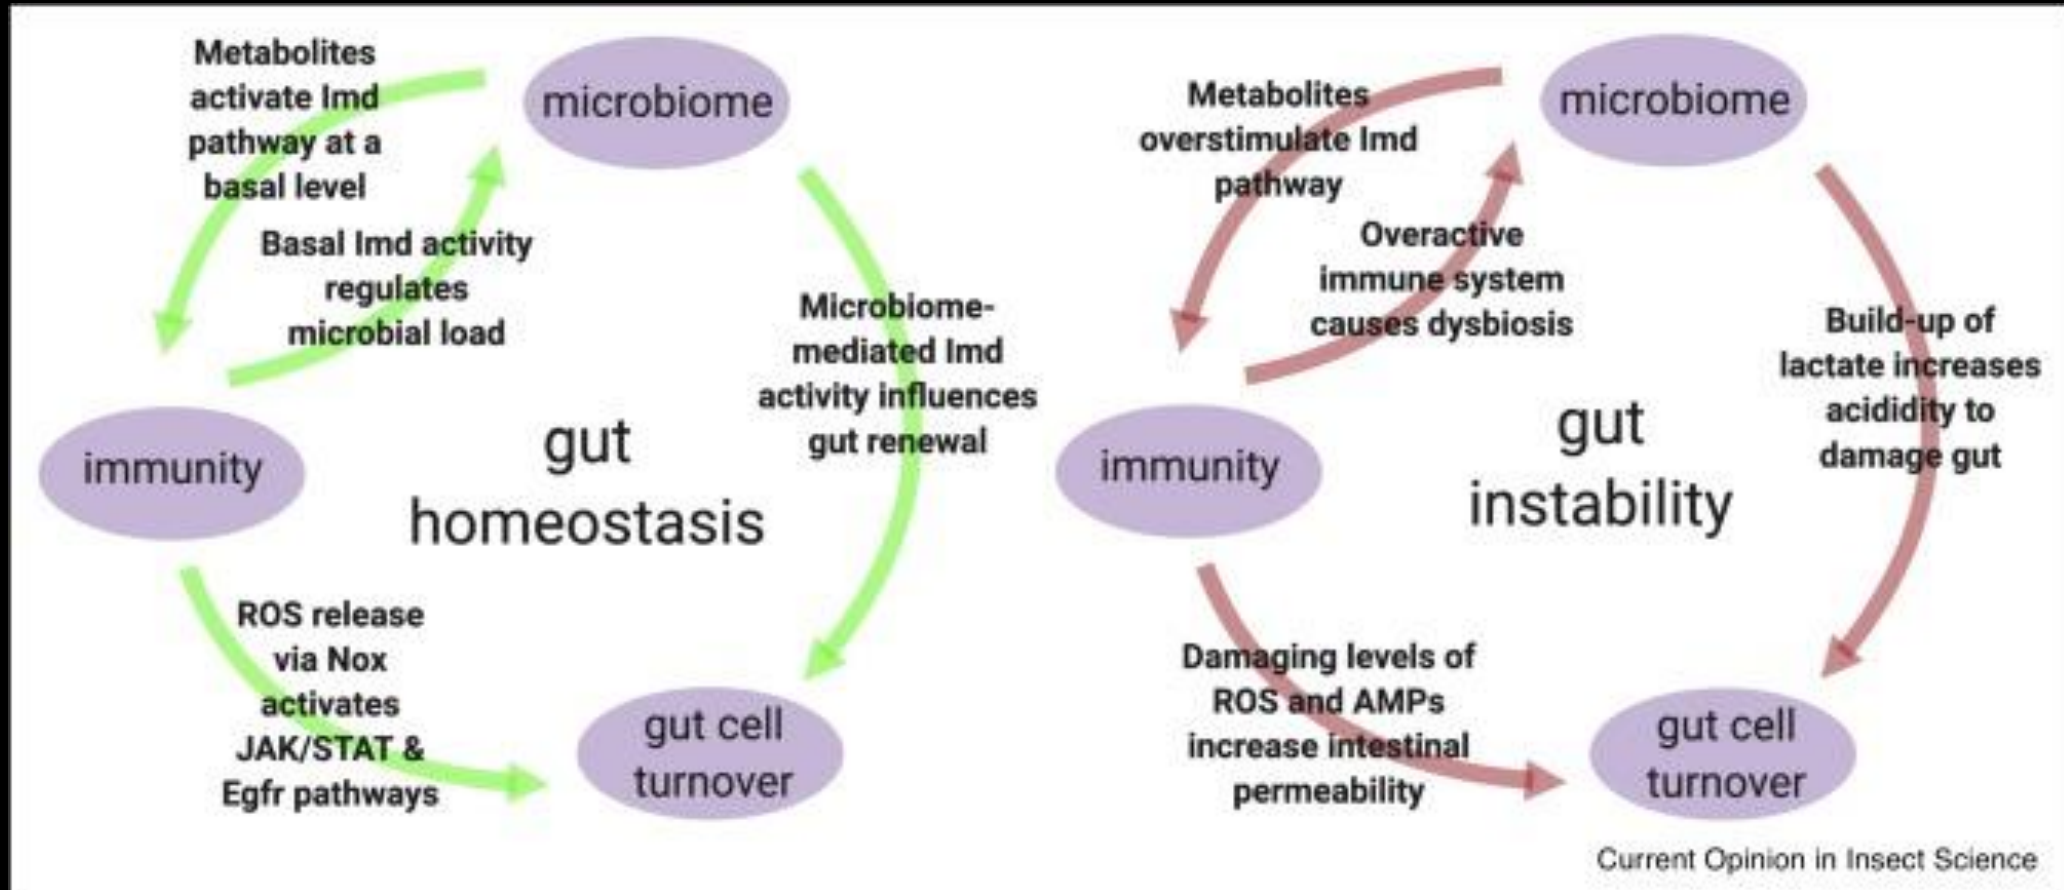 Metabolites
activate Imd
pathway at a
basal level
microbiome
Basal Imd activity
regulates
microbial load
Microbiome-
mediated Imd
activity influences
gut renewal
immunity
gut
homeostasis
ROS release
via Nox
activates
JAK/STAT &
Egfr pathways
gut cell
turnover
Metabolites
overstimulate Imd
pathway
microbiome
Overactive
immune system
causes dysbiosis
Build-up of
lactate increases
acididity to
damage gut
immunity
gut
instability
Damaging levels of
ROS and AMPs
increase intestinal
permeability
gut cell
turnover
Current Opinion in Insect Science